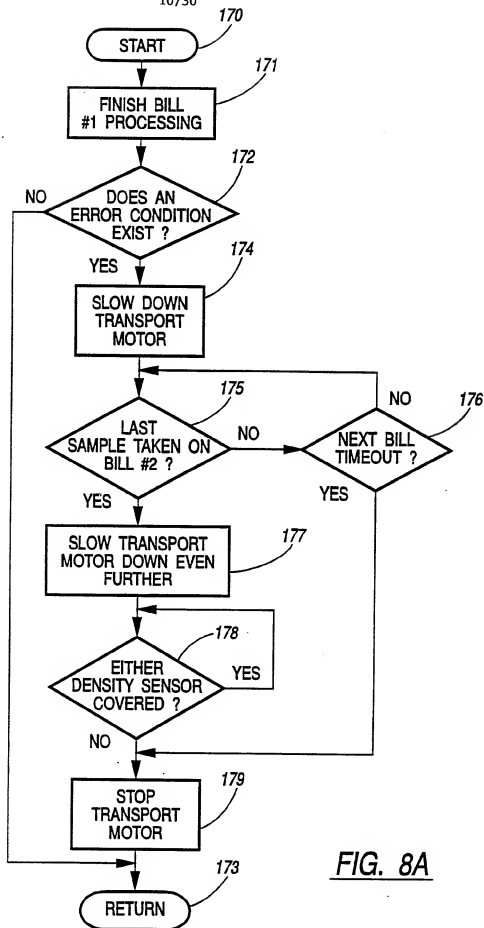 10/30
170
START
171
FINISH BILL
#1 PROCESSING
172
NO
DOES AN
ERROR CONDITION
EXIST ?
YES
174
SLOW DOWN
TRANSPORT
MOTOR
175
LAST
SAMPLE TAKEN ON
BILL #2 ?
NO
NO
176
NEXT BILL
TIMEOUT ?
YES
YES
177
SLOW TRANSPORT
MOTOR DOWN EVEN
FURTHER
178
EITHER
DENSITY SENSOR
COVERED ?
YES
NO
179
STOP
TRANSPORT
MOTOR
173
RETURN
FIG. 8A